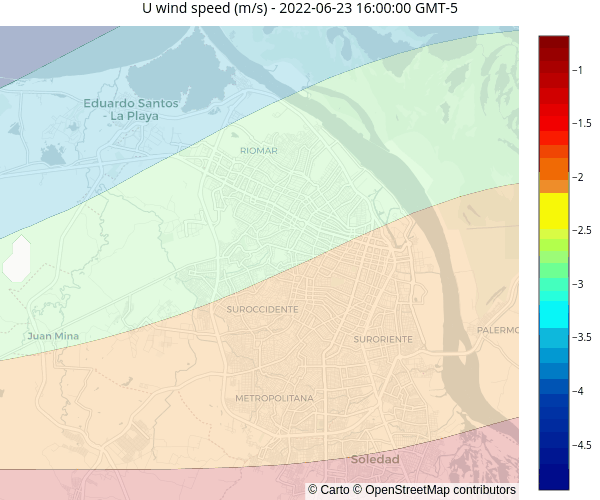 U wind speed (m/s) - 2022-06-23 16:00:00 GMT-5
Eduardo Santos
- La Playa
RIOMAR
SUROCCIDENTE
Juan Mina
SURORIENTE
PALERMO
METROPOLITANA
Soledad
© Carto © OpenStreetMap contributors
−1
−1.5
−2
−2.5
−3
−3.5
−4
−4.5